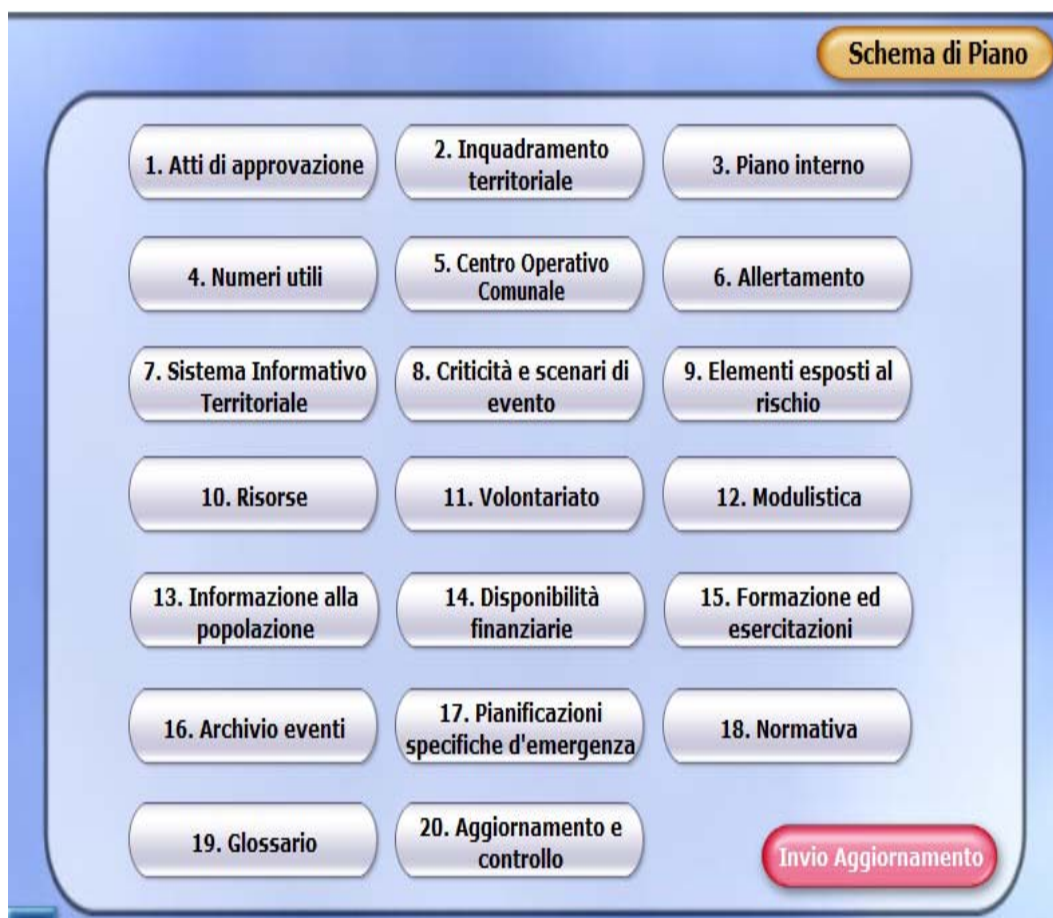 Schema di Piano
1. Atti di approvazione
2. Inquadramento
territoriale
3. Piano interno
4. Numeri utili
5. Centro Operativo
Comunale
6. Allertamento
7. Sistema Informativo
Territoriale
8. Criticità e scenari di
evento
9. Elementi esposti al
rischio
10. Risorse
11. Volontariato
12. Modulistica
13. Informazione alla
popolazione
14. Disponibilità
finanziarie
15. Formazione ed
esercitazioni
16. Archivio eventi
17. Pianificazioni
specifiche d'emergenza
18. Normativa
19. Glossario
20. Aggiornamento e
controllo
Invio Aggiornamento